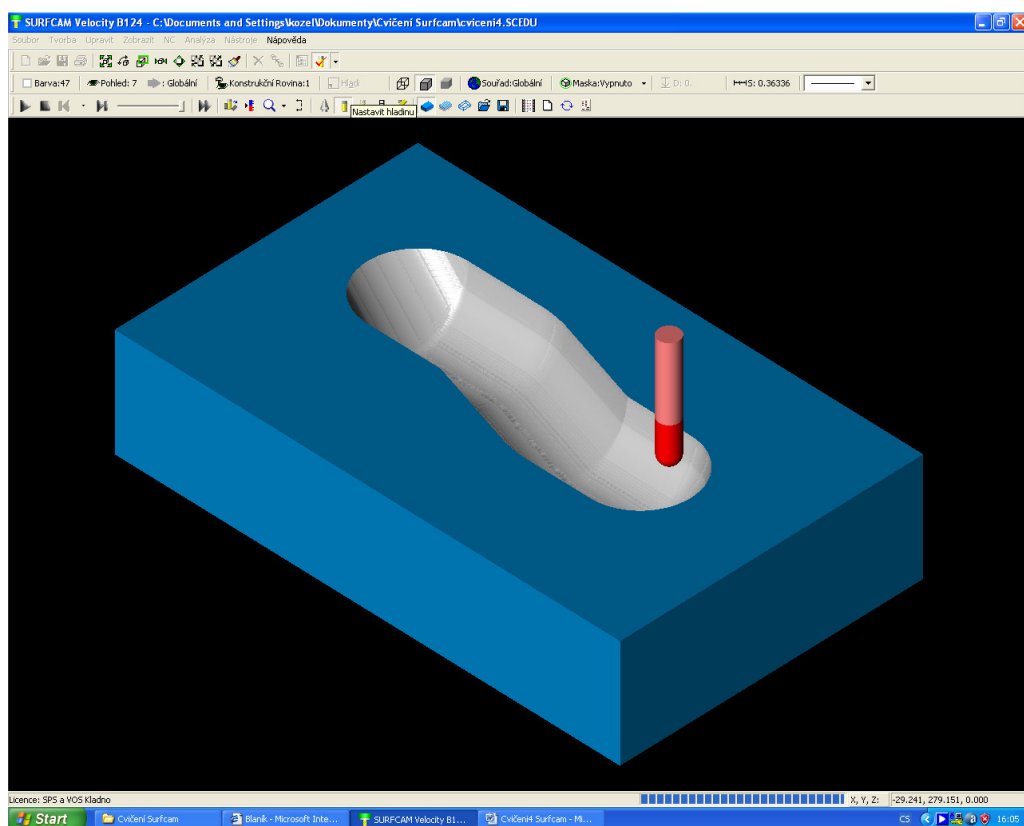 SURFCAM Velocity B124 - C:\Documents and Settings\kozel\Dokumenty\Cvičení Surfcam\cviceni4.SCEDU
Soubor Tvorba Upravit Zobrazit NC Analýza Nástroje Nápověda
Barva:47 Pohled: 7 : Globální Konstrukční Rovina:1 Hladi Souřad:Globální Maska:Vypnuto D: 0. S: 0.36336
Nastavit hladinu
Licence: SPS a VOS Kladno X, Y, Z: -29.241, 279.151, 0.000
Start Cvičení Surfcam Blaník - Microsoft Inte... SURFCAM Velocity B1... Cvičení4 Surfcam - Mi... CS 16:05